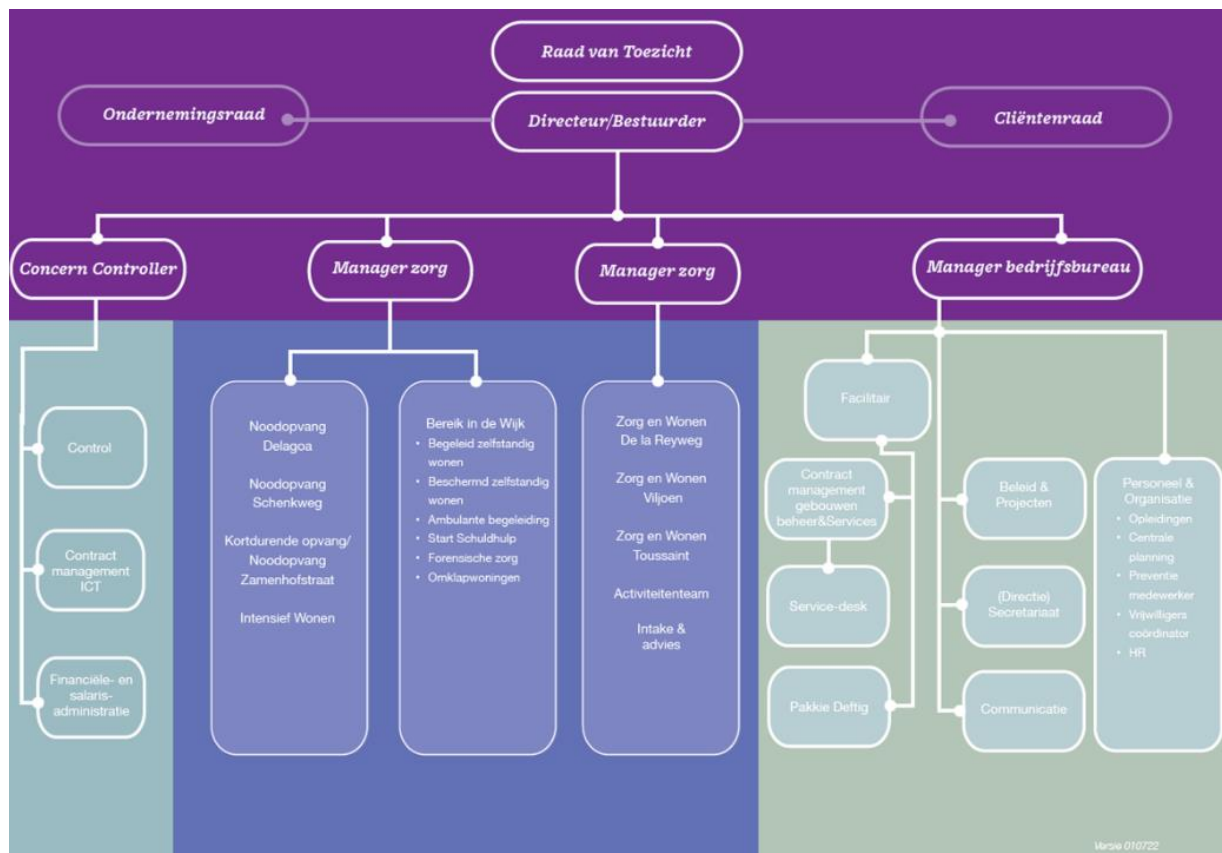 Raad van Toezicht
Ondernemingsraad
Directeur/Bestuurder
Cliëntenraad
Concern Controller
Manager zorg
Manager zorg
Manager bedrijfsbureau
Control
Contract
management
ICT
Financiële- en
salaris-
administratie
Noodopvang
Delagoa
Noodopvang
Schenkweg
Kortdurende opvang/
Noodopvang
Zamenhofstraat
Intensief Wonen
Bereik in de Wijk
• Begeleid zelfstandig
wonen
• Beschermd zelfstandig
wonen
• Ambulante begeleiding
• Start Schuldhulp
• Forensische zorg
• Omklapwoningen
Zorg en Wonen
De la Reyweg
Zorg en Wonen
Viljoen
Zorg en Wonen
Toussaint
Activiteitenteam
Intake &
advies
Facilitair
Contract
management
gebouwen
beheer&Services
Service-desk
Pakkie Deftig
Beleid &
Projecten
(Directie)
Secretariaat
Communicatie
Personeel &
Organisatie
• Opleidingen
• Centrale
planning
• Preventie
medewerker
• Vrijwilligers
coördinator
• HR
Versie 010722